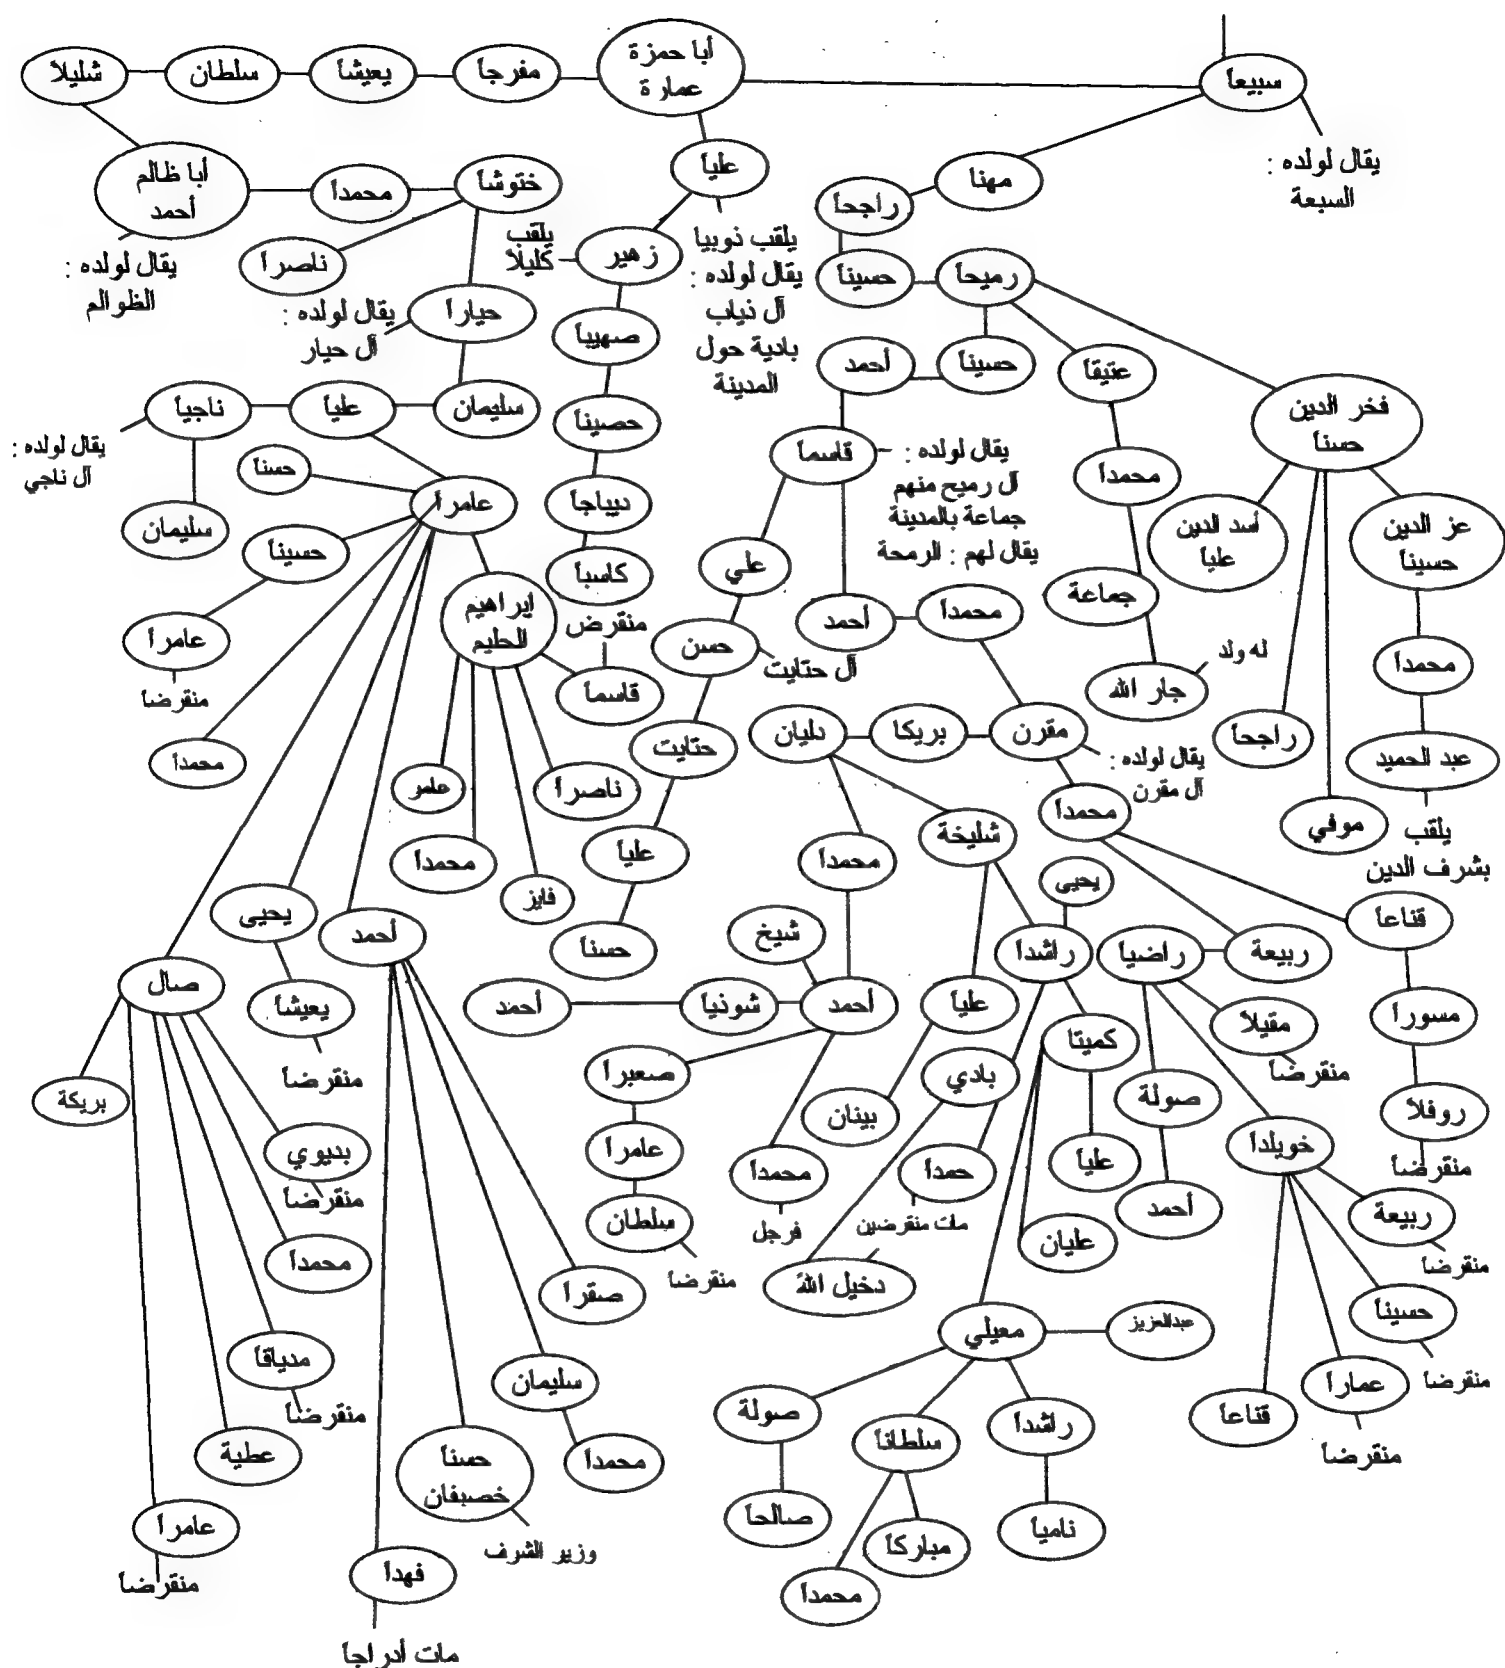 سبيعا
يقال لولده :
السبعة
أبا حمزة
عمارة
مفرجا
يعيشا
سلطان
شليلا
أبا ظالم
أحمد
يقال لولده :
الظوالم
محمدا
ختوشا
ناصرا
حيارا
يقال لولده :
آل حيار
سليمان
عليا
ناجيا
يقال لولده :
آل ناجي
سليمان
عامرا
حسنا
حسينا
عامرا
منقرضا
محمدا
ابراهيم
الطيم
قاسما
ناصرا
فايز
محمدا
عامر
أحمد
يحيى
يعيشا
منقرضا
صال
بريكة
بديوي
منقرضا
محمدا
مدياقا
منقرضا
عطية
عامرا
منقرضا
صقرا
سليمان
محمدا
حسنا
خصيفان
وزير الشرف
فهدا
مات أدراجا
عليا
يلقب ذوبيا
يقال لولده :
آل ذياب
بادية حول
المدينة
زهير
يلقب
كليلا
صهيبا
حصينا
ديباجا
كاسبا
منقرض
مهنا
راجحا
حسينا
رميحا
حسينا
أحمد
قاسما
يقال لولده :
آل رميح منهم
جماعة بالمدينة
يقال لهم : الرمحة
علي
حسن
آل حتايت
حتايت
عليا
حسنا
أحمد
محمدا
مقرن
يقال لولده :
آل مقرن
بريكا
دليان
محمدا
أحمد
شيخ
شونيا
أحمد
صعبرا
عامرا
سلطان
منقرضا
محمدا
فرجل
شليخة
عليا
بينان
راشدا
يحيى
بادي
حمدا
مات منقرضين
دخيل الله
كميتا
عليا
عليان
معيلي
عبدالعزيز
صولة
صالحا
سلطانا
مباركا
محمدا
راشدا
ناميا
محمدا
ربيعة
راضيا
مقيلا
منقرضا
صولة
أحمد
خويلدا
ربيعة
منقرضا
حسينا
منقرضا
عمارا
منقرضا
قناعا
قناعا
مسورا
روفلا
منقرضا
عتيقا
محمدا
جماعة
جار الله
له ولد
فخر الدين
حسنا
أسد الدين
عليا
راجحا
موفي
عز الدين
حسينا
محمدا
عبد الحميد
يلقب
بشرف الدين